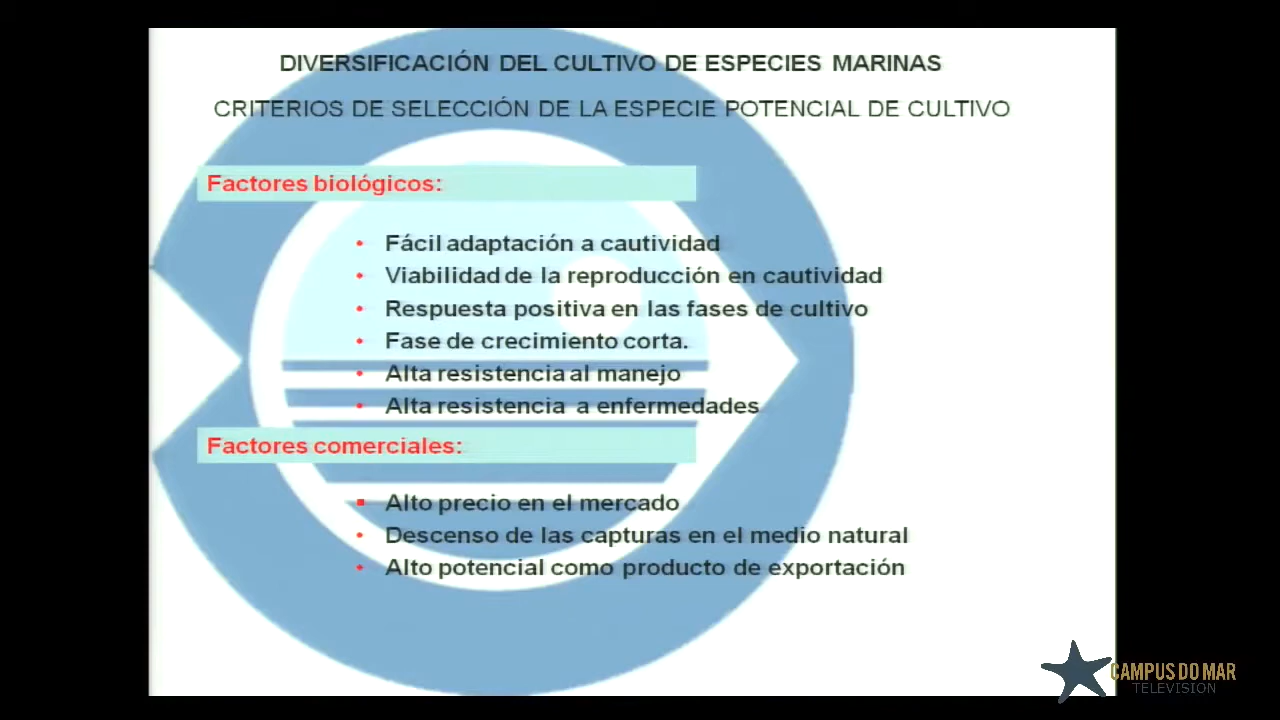 DIVERSIFICACIÓN DEL CULTIVO DE ESPECIES MARINAS
CRITERIOS DE SELECCIÓN DE LA ESPECIE POTENCIAL DE CULTIVO
Factores biológicos:
• Fácil adaptación a cautividad
• Viabilidad de la reproducción en cautividad
• Respuesta positiva en las fases de cultivo
• Fase de crecimiento corta.
• Alta resistencia al manejo
• Alta resistencia a enfermedades
Factores comerciales:
▪ Alto precio en el mercado
• Descenso de las capturas en el medio natural
• Alto potencial como producto de exportación
CAMPUS DO MAR
TELEVISION